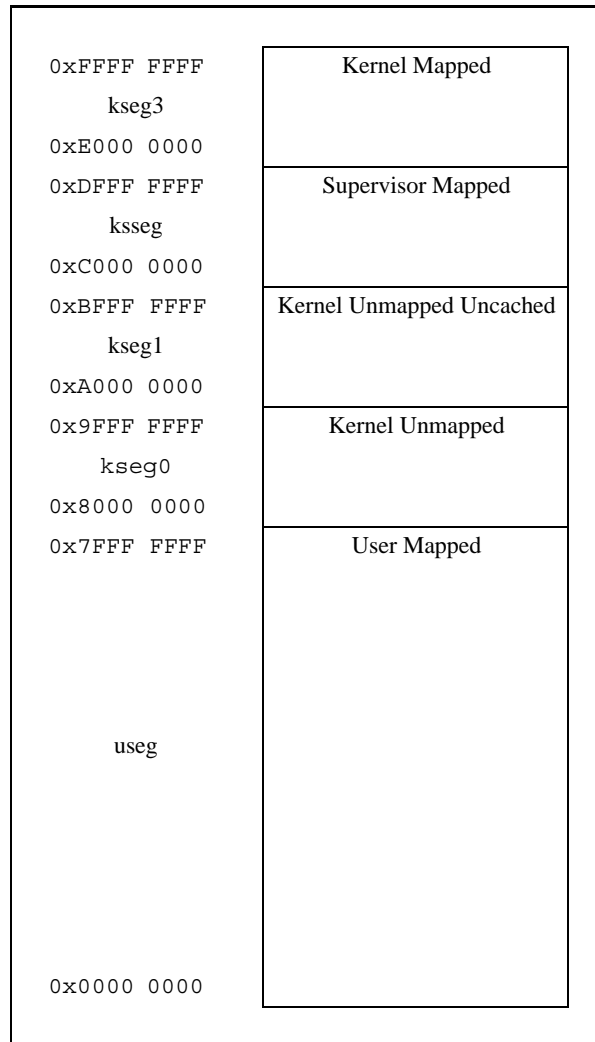 0xFFFF FFFF Kernel Mapped
kseg3
0xE000 0000
0xDFFF FFFF Supervisor Mapped
ksseg
0xC000 0000
0xBFFF FFFF Kernel Unmapped Uncached
kseg1
0xA000 0000
0x9FFF FFFF Kernel Unmapped
kseg0
0x8000 0000
0x7FFF FFFF User Mapped
useg
0x0000 0000